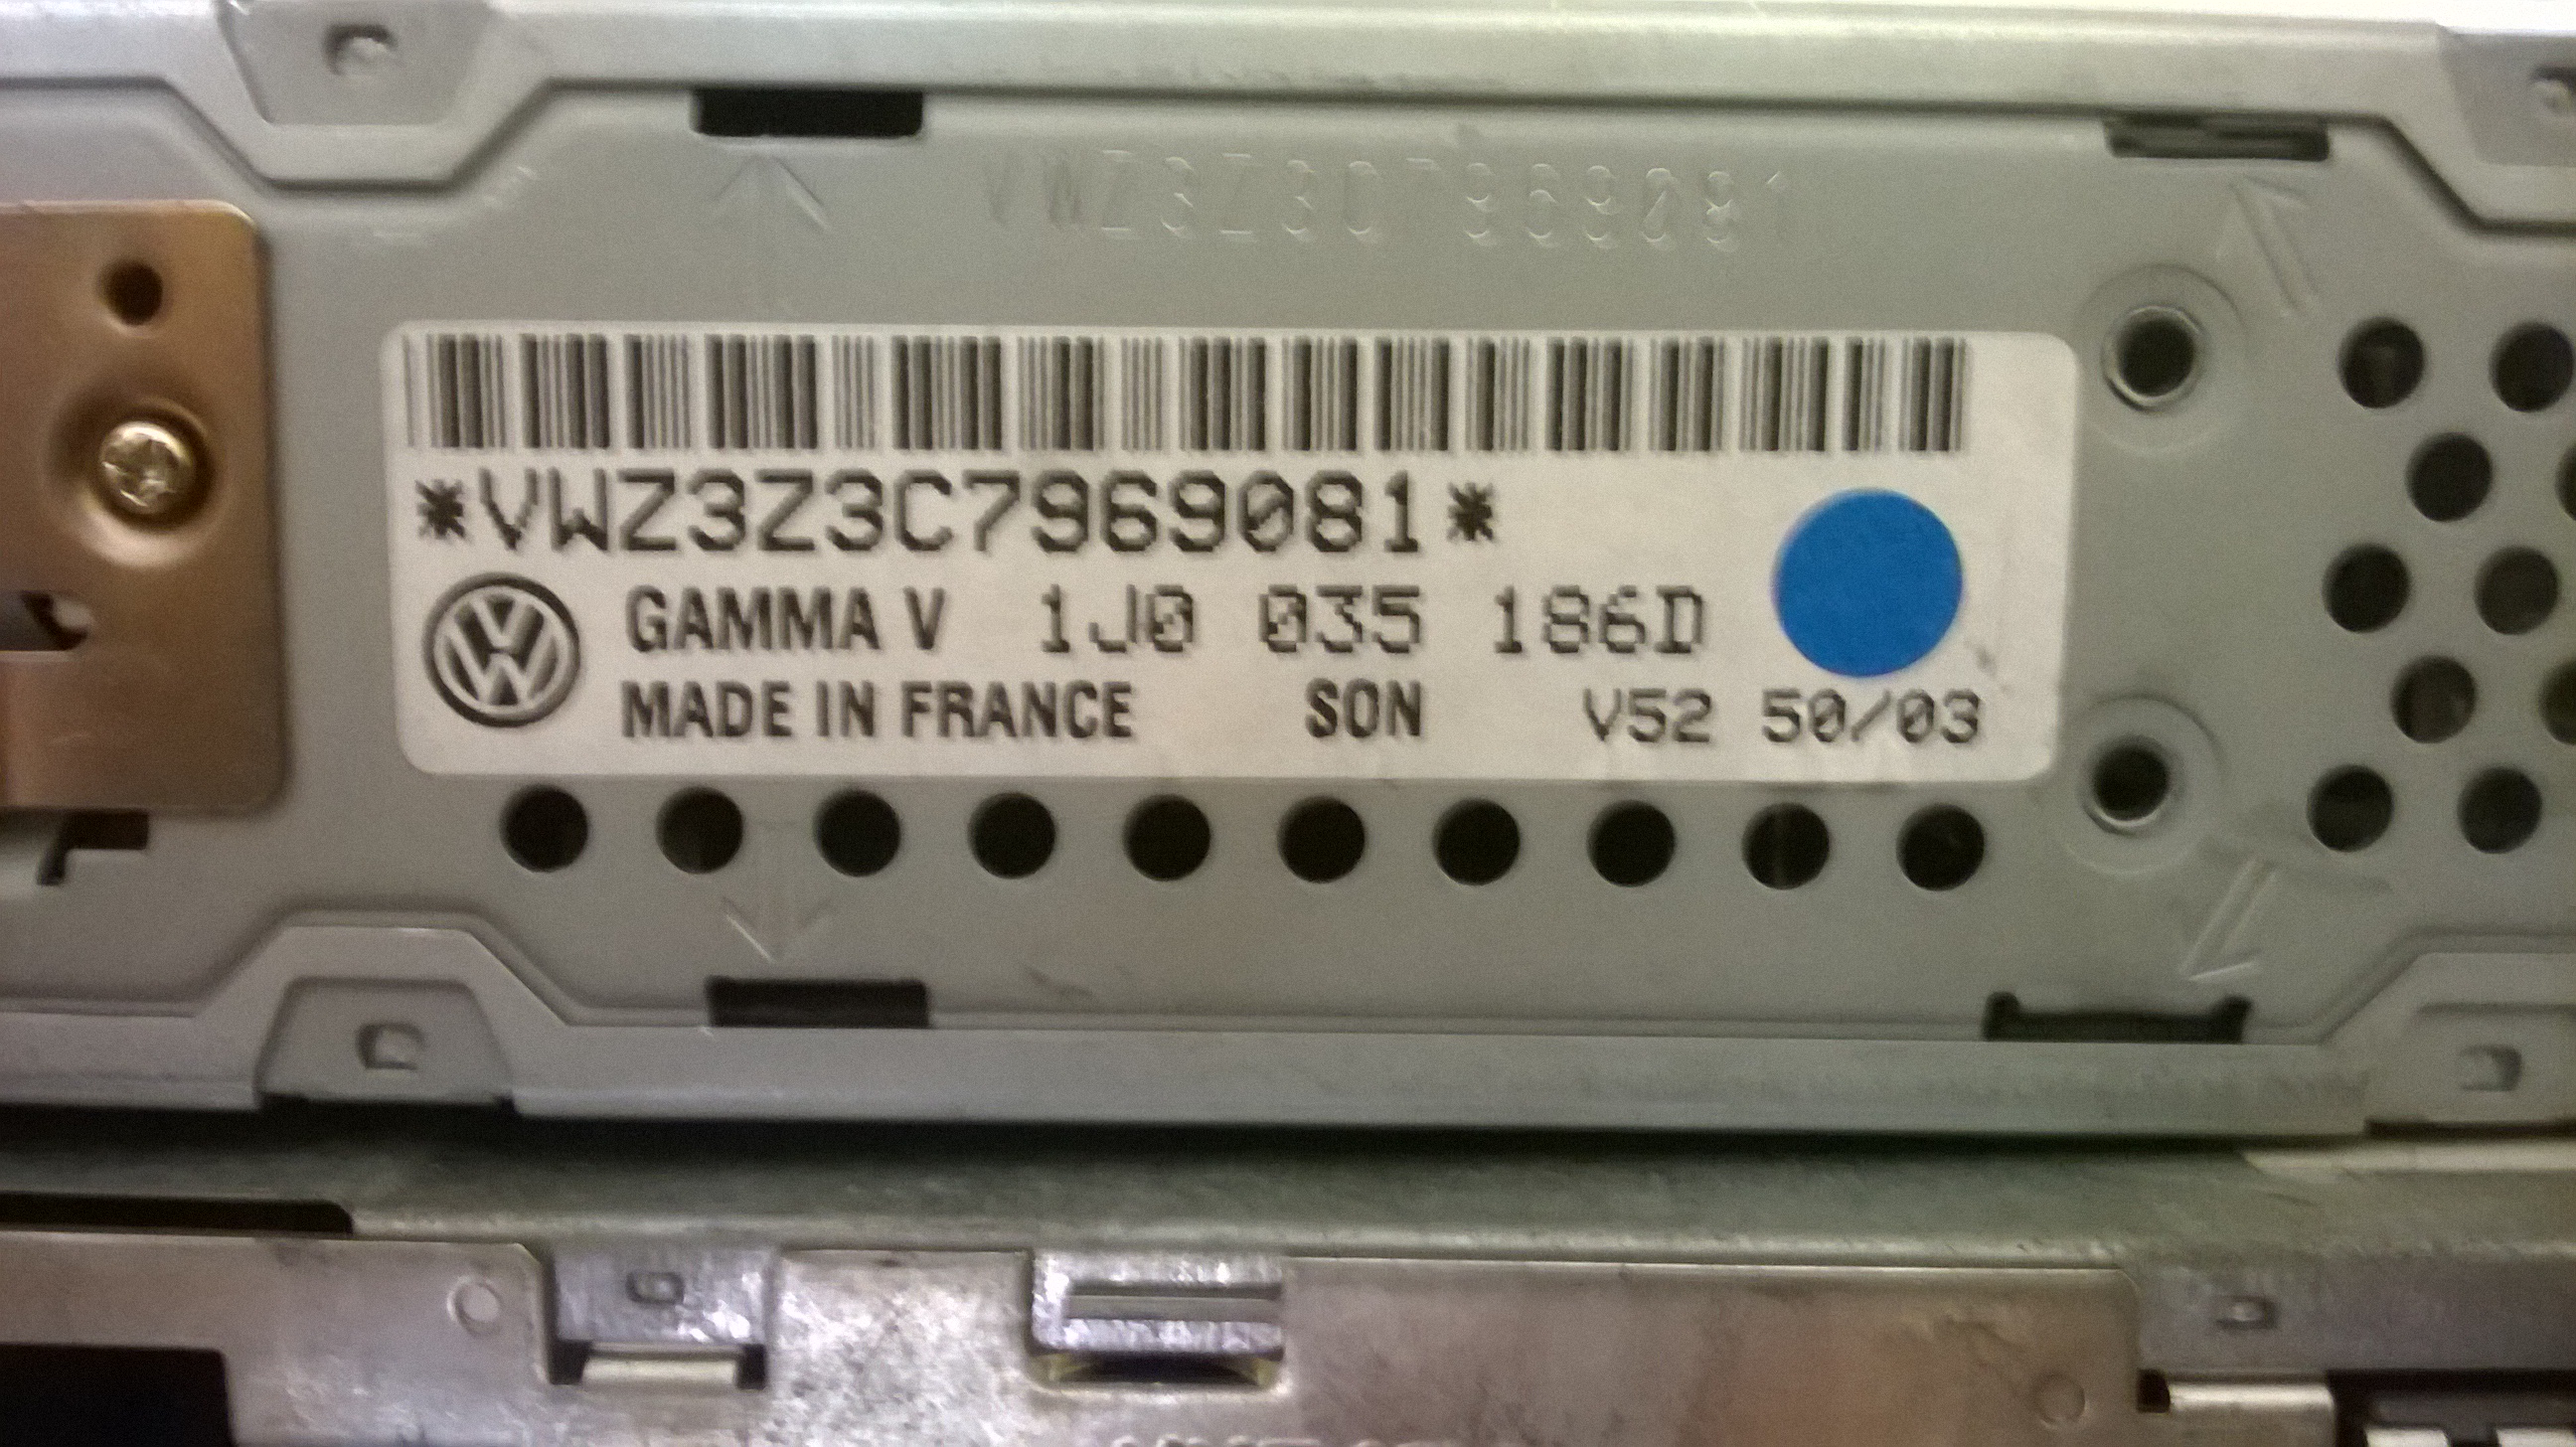 VWZ3Z3C7969081
*VWZ3Z3C7969081*
GAMMA V 1J0 035 186D
MADE IN FRANCE SON V52 50/03